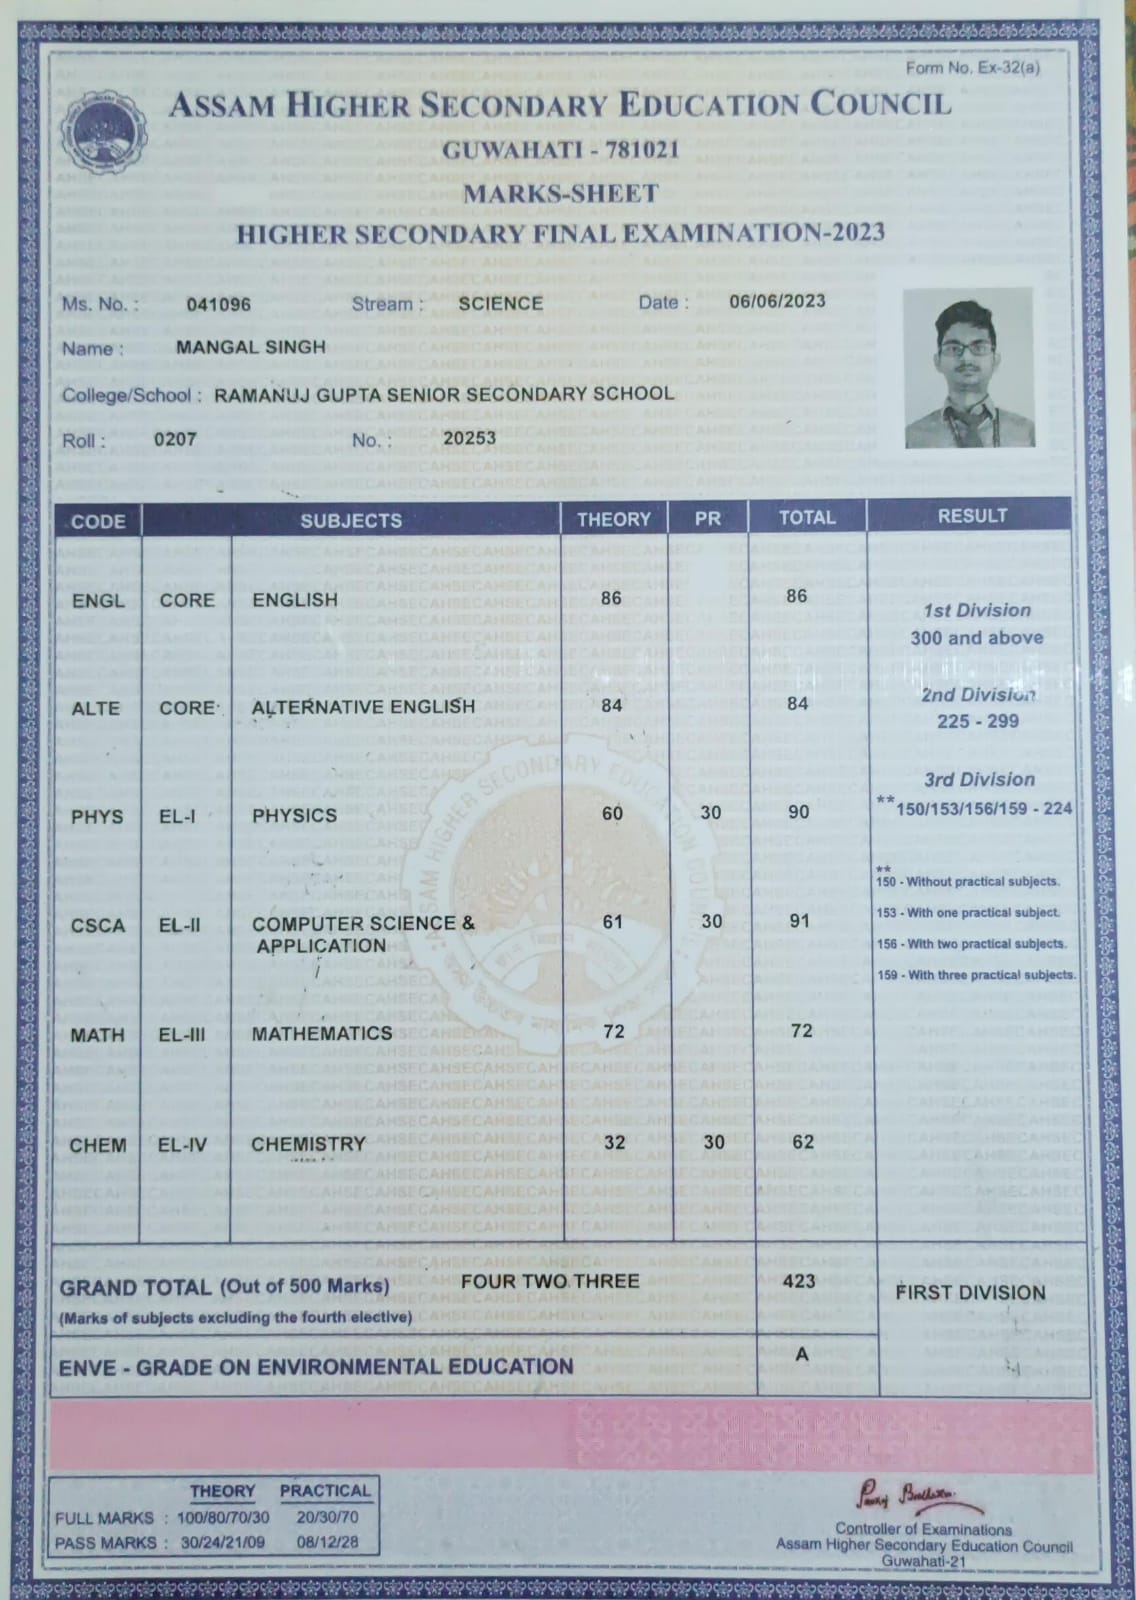 Form No. Ex-32(a)
ASSAM HIGHER SECONDARY EDUCATION COUNCIL
GUWAHATI - 781021
MARKS-SHEET
HIGHER SECONDARY FINAL EXAMINATION-2023
Ms. No. : 041096 Stream : SCIENCE Date : 06/06/2023
Name : MANGAL SINGH
College/School : RAMANUJ GUPTA SENIOR SECONDARY SCHOOL
Roll : 0207 No. : 20253
CODE SUBJECTS THEORY PR TOTAL RESULT
ENGL CORE ENGLISH 86 86
1st Division
300 and above
ALTE CORE ALTERNATIVE ENGLISH 84 84
2nd Division
225 - 299
3rd Division
PHYS EL-I PHYSICS 60 30 90
**150/153/156/159 - 224
**
150 - Without practical subjects.
153 - With one practical subject.
CSCA EL-II COMPUTER SCIENCE & 61 30 91
APPLICATION
156 - With two practical subjects.
159 - With three practical subjects.
MATH EL-III MATHEMATICS 72 72
CHEM EL-IV CHEMISTRY 32 30 62
GRAND TOTAL (Out of 500 Marks) FOUR TWO THREE 423 FIRST DIVISION
(Marks of subjects excluding the fourth elective)
ENVE - GRADE ON ENVIRONMENTAL EDUCATION A
THEORY PRACTICAL
FULL MARKS : 100/80/70/30 20/30/70
PASS MARKS : 30/24/21/09 08/12/28
Controller of Examinations
Assam Higher Secondary Education Council
Guwahati-21